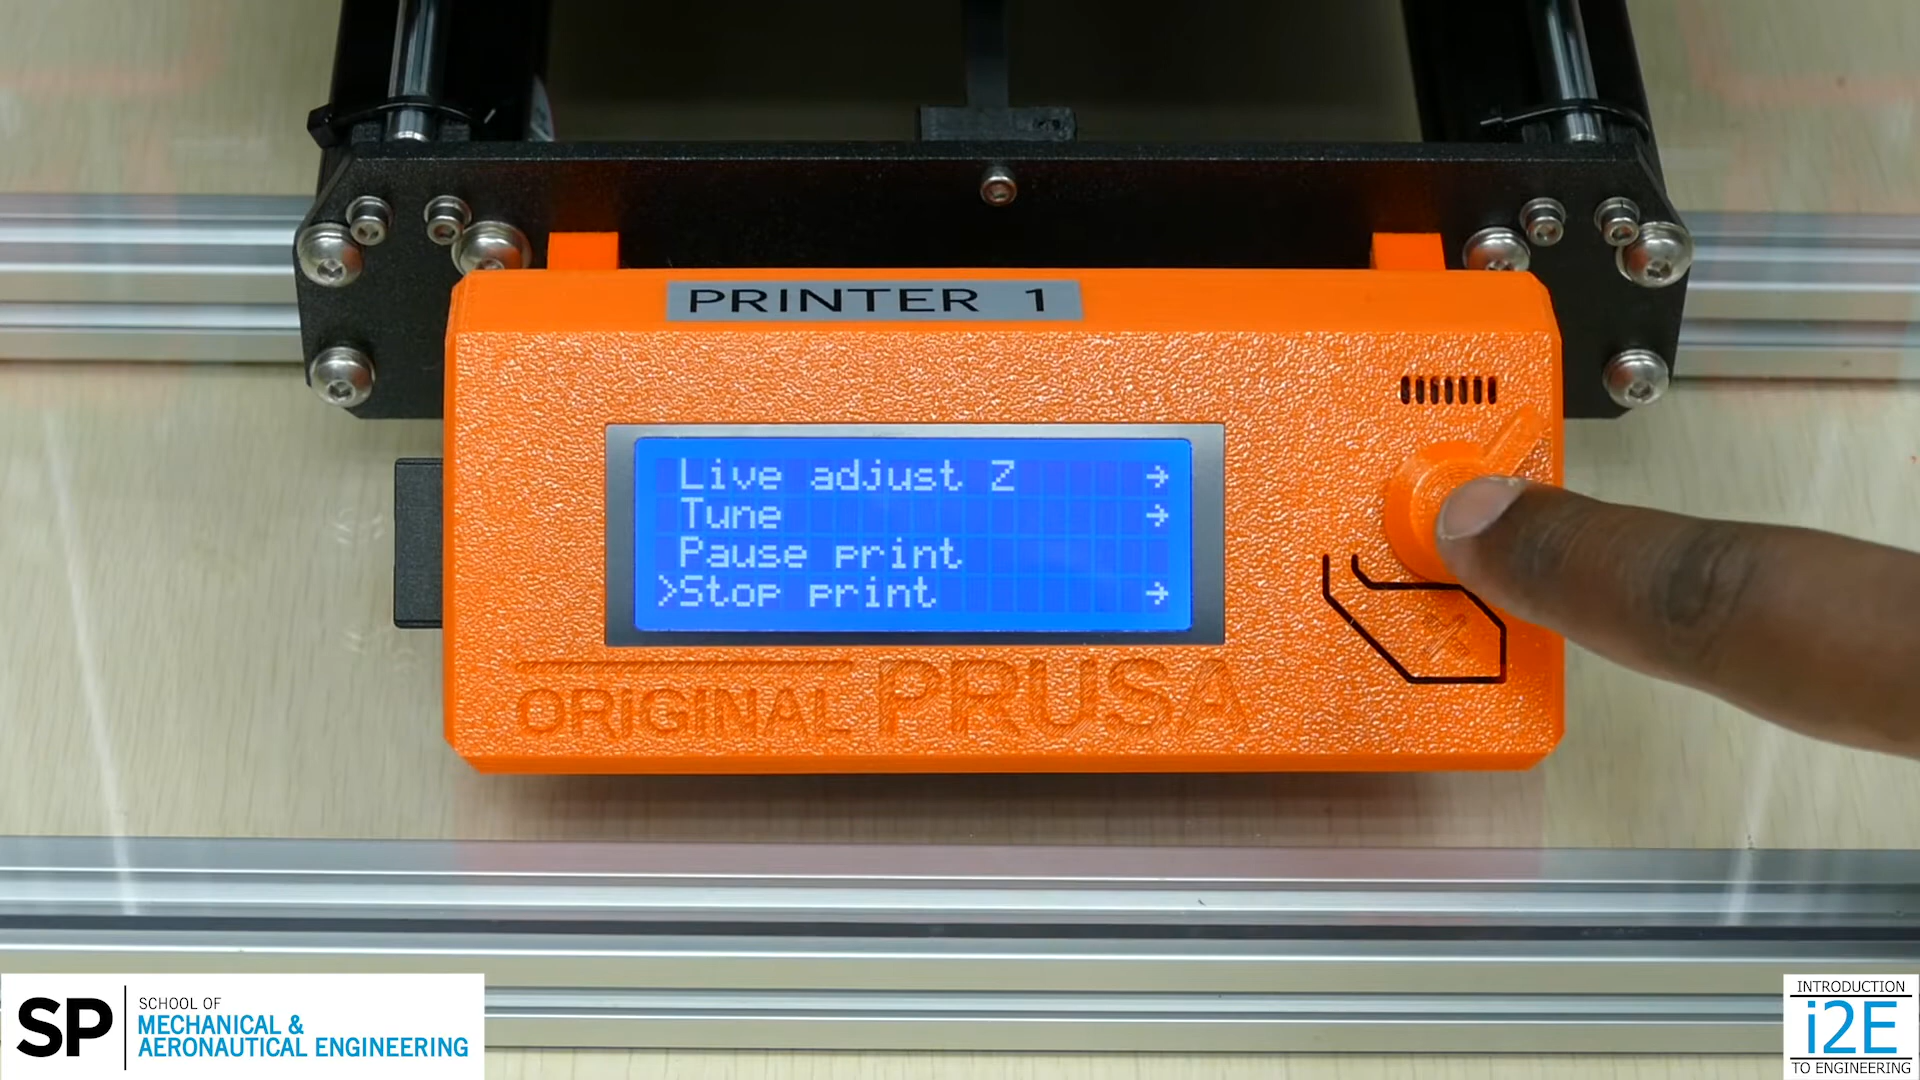 PRINTER 1
Live adjust Z →
Tune →
Pause print
>Stop print →
ORIGINAL PRUSA
SP
SCHOOL OF
MECHANICAL &
AERONAUTICAL ENGINEERING
INTRODUCTION
i2E
TO ENGINEERING